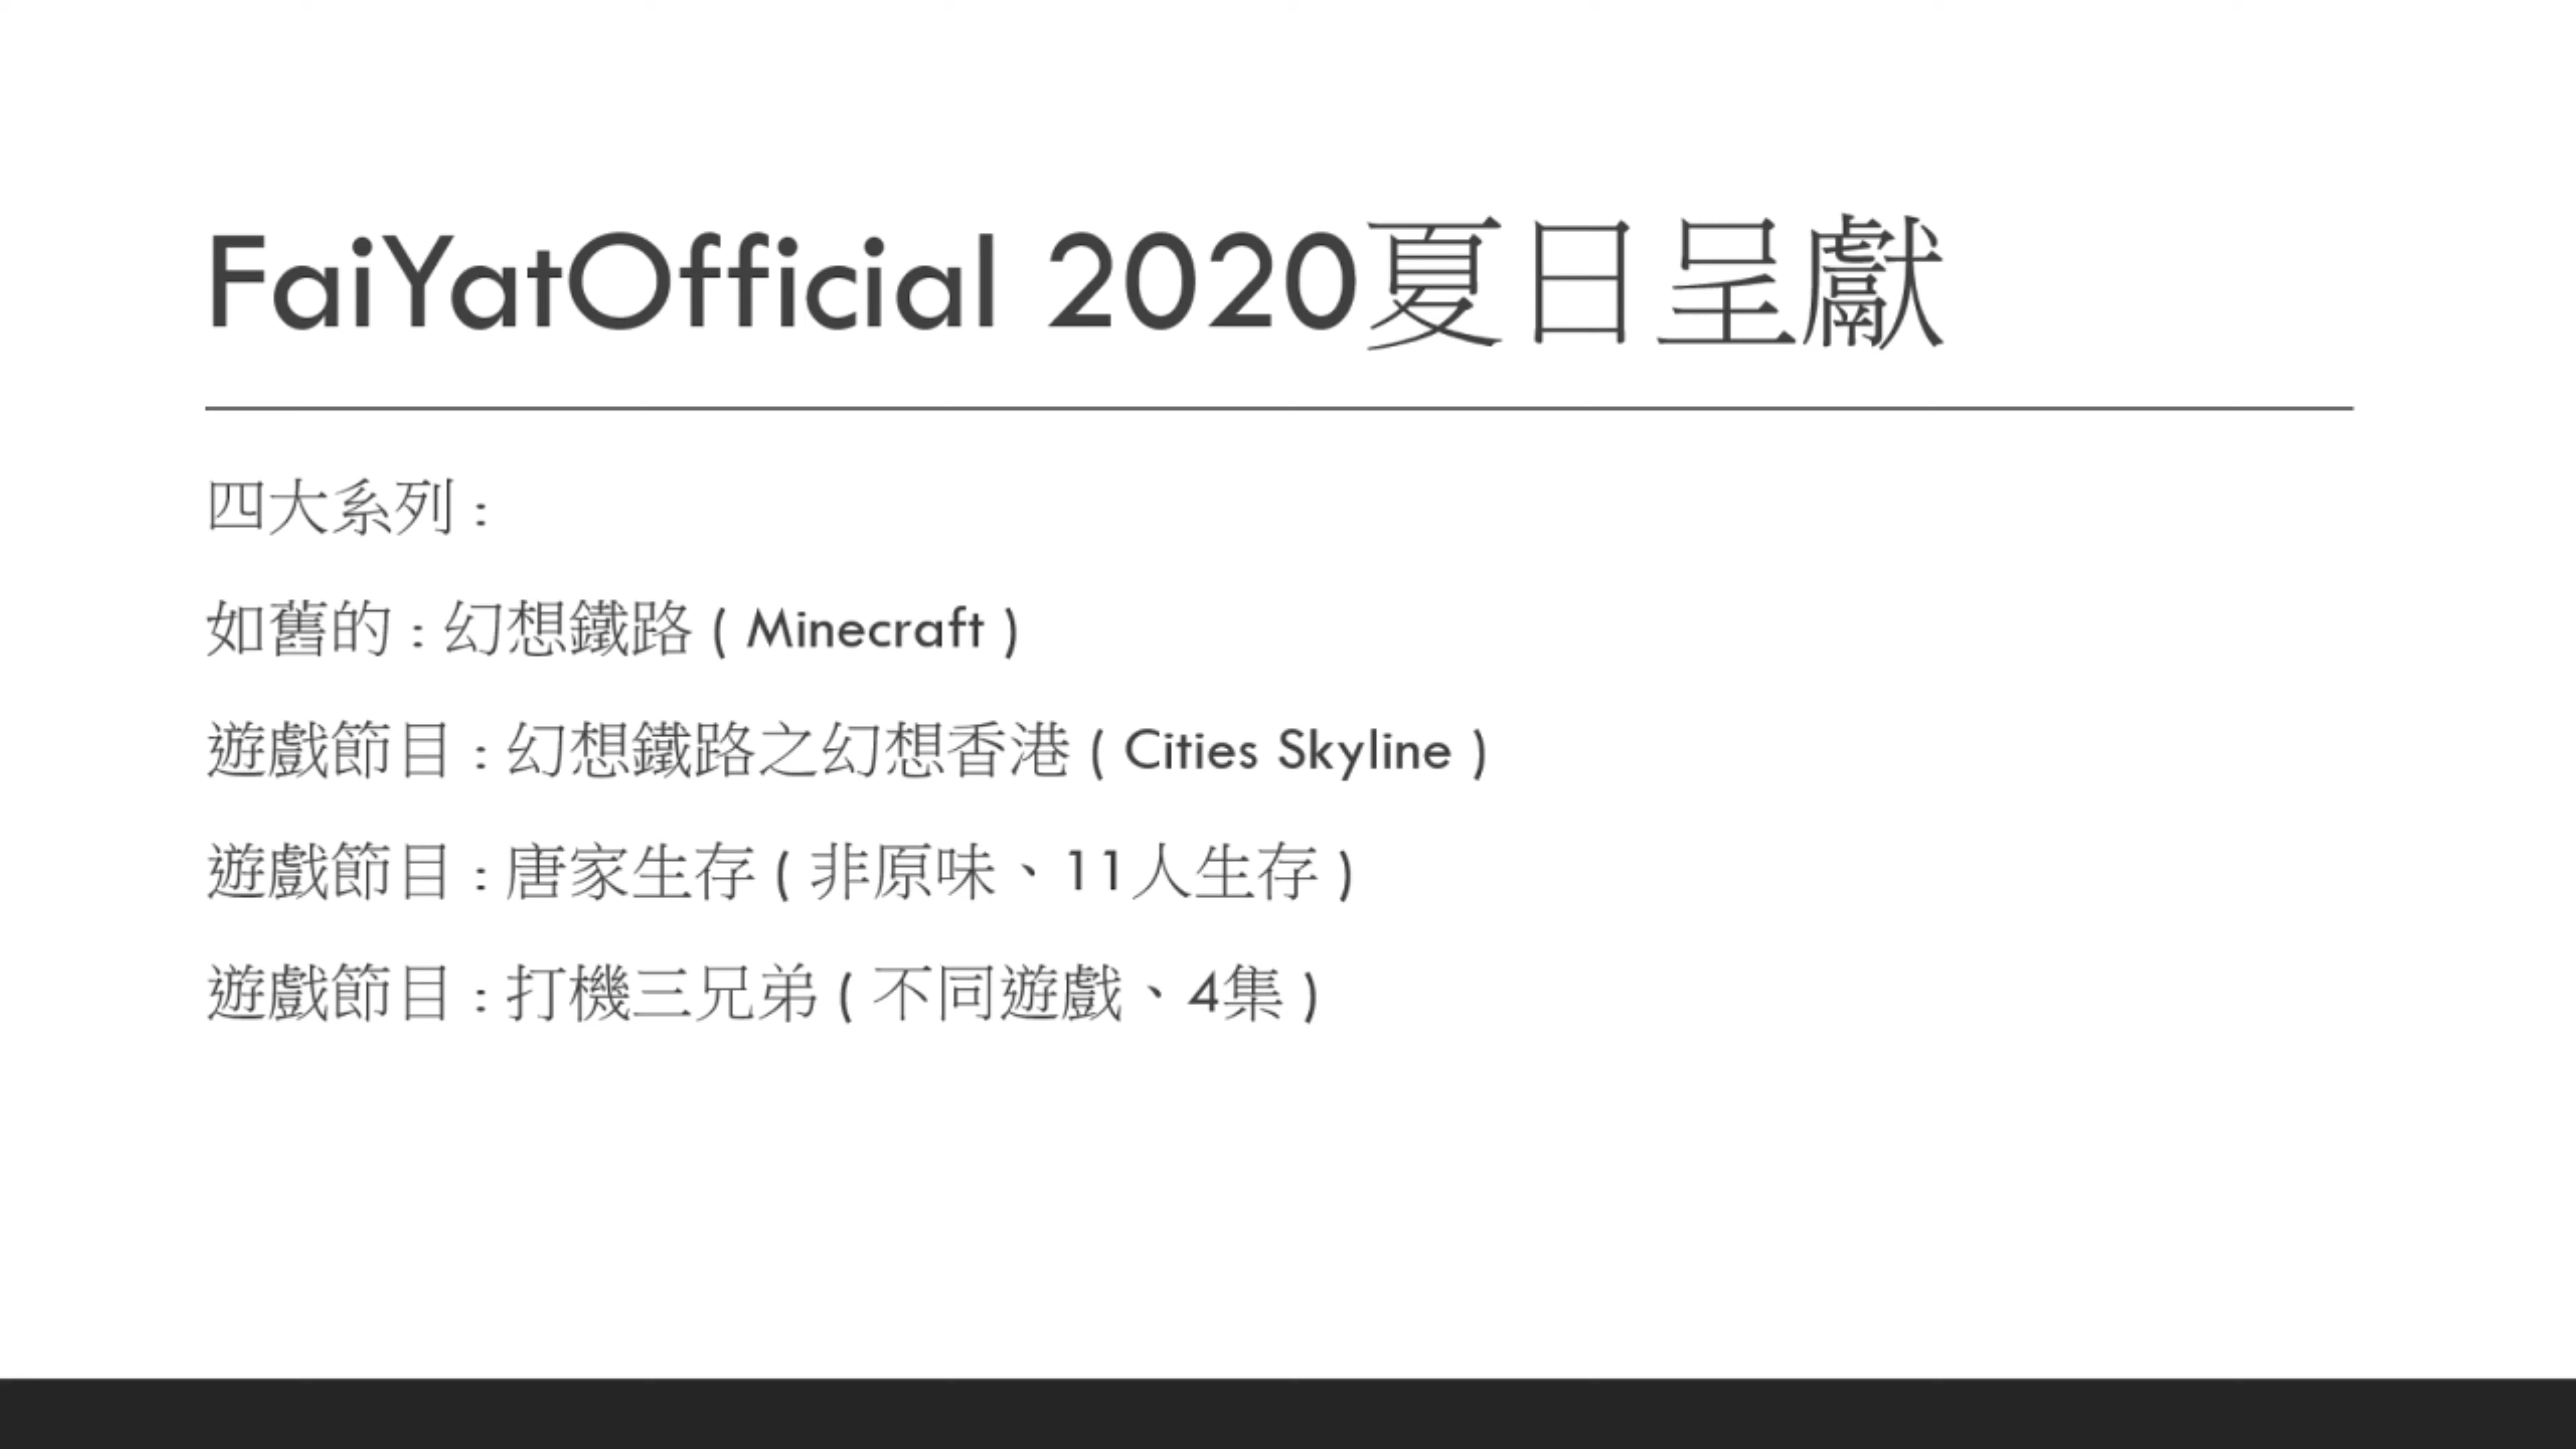 FaiYatOfficial 2020夏日呈獻
四大系列 :
如舊的 : 幻想鐵路 ( Minecraft )
遊戲節目 : 幻想鐵路之幻想香港 ( Cities Skyline )
遊戲節目 : 唐家生存 ( 非原味、11人生存 )
遊戲節目 : 打機三兄弟 ( 不同遊戲、4集 )